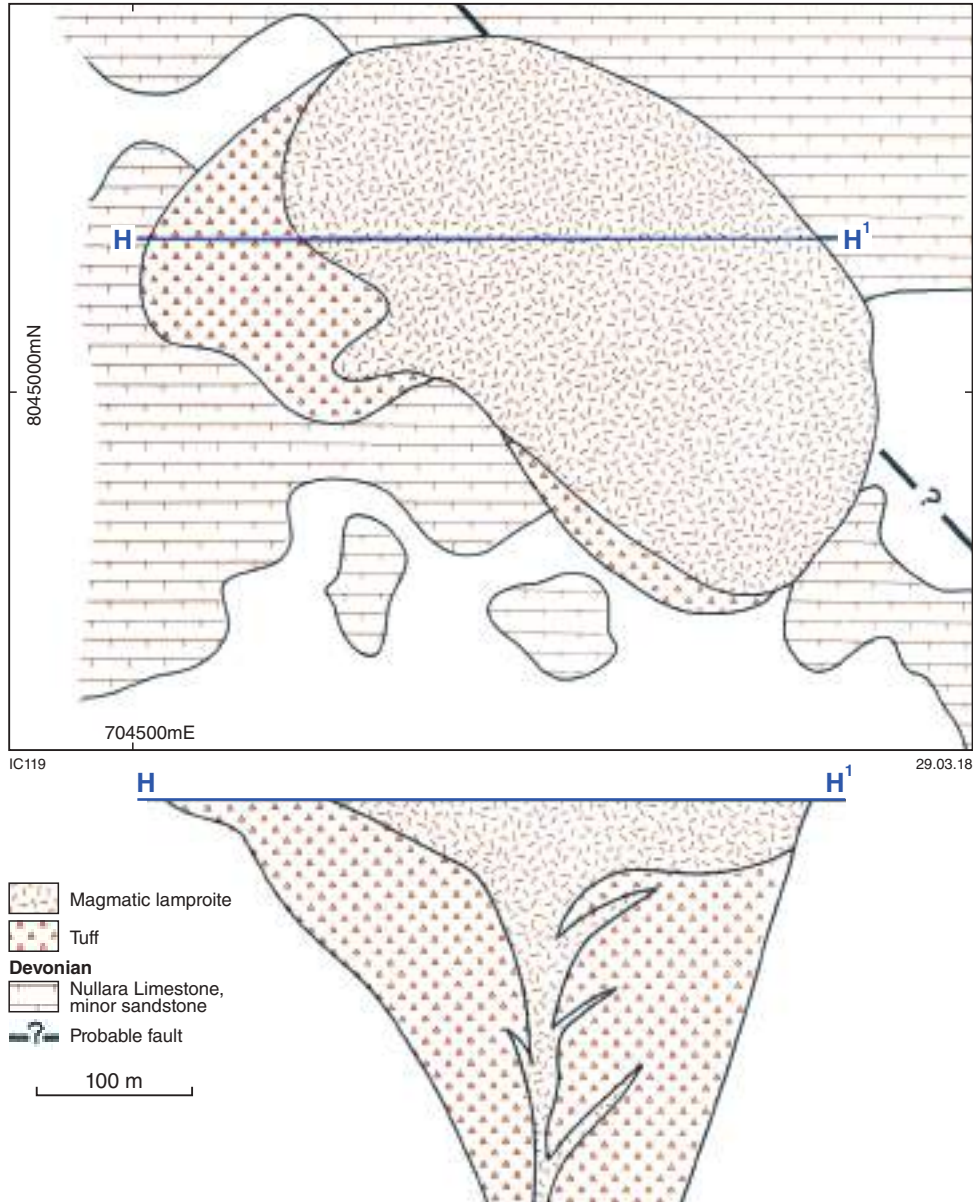 H
H¹
8045000mN
?
704500mE
IC119
29.03.18
H
H¹
Magmatic lamproite
Tuff
Devonian
Nullara Limestone,
minor sandstone
?
Probable fault
100 m